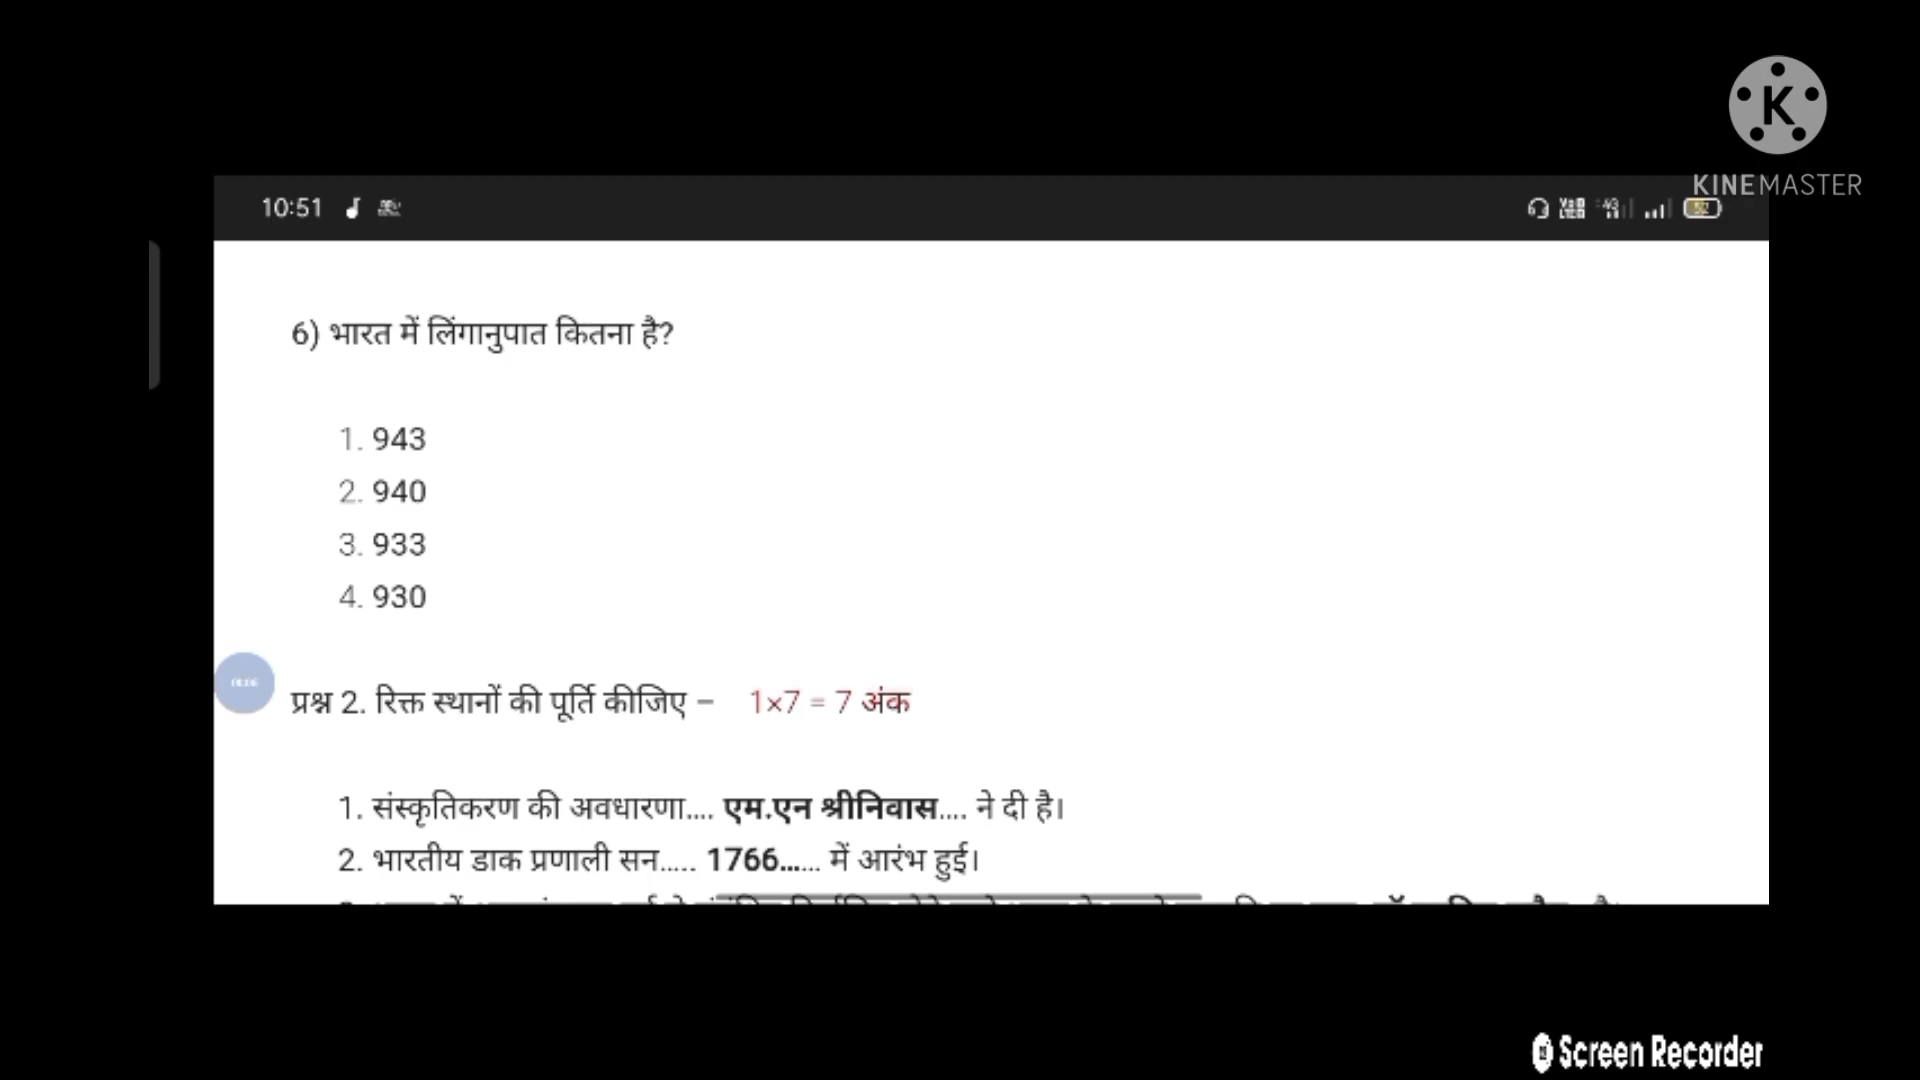 K
KINEMASTER
10:51
6) भारत में लिंगानुपात कितना है?
1. 943
2. 940
3. 933
4. 930
प्रश्न 2. रिक्त स्थानों की पूर्ति कीजिए – 1×7 = 7 अंक
1. संस्कृतिकरण की अवधारणा.... एम.एन श्रीनिवास.... ने दी है।
2. भारतीय डाक प्रणाली सन..... 1766...... में आरंभ हुई।
Screen Recorder